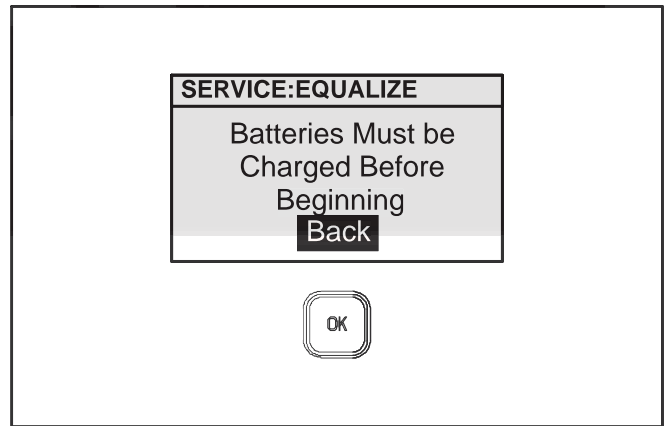 SERVICE:EQUALIZE
Batteries Must be
Charged Before
Beginning
Back
OK